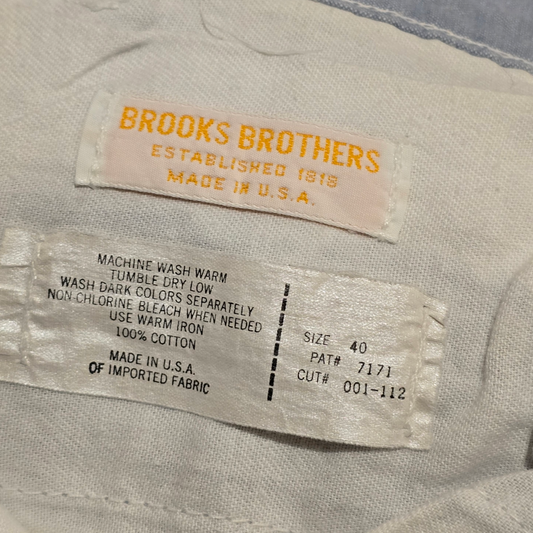 BROOKS BROTHERS
ESTABLISHED 1818
MADE IN U.S.A.
MACHINE WASH WARM
TUMBLE DRY LOW
WASH DARK COLORS SEPARATELY
NON-CHLORINE BLEACH WHEN NEEDED
USE WARM IRON
100% COTTON
MADE IN U.S.A.
OF IMPORTED FABRIC
SIZE 40
PAT# 7171
CUT# 001-112